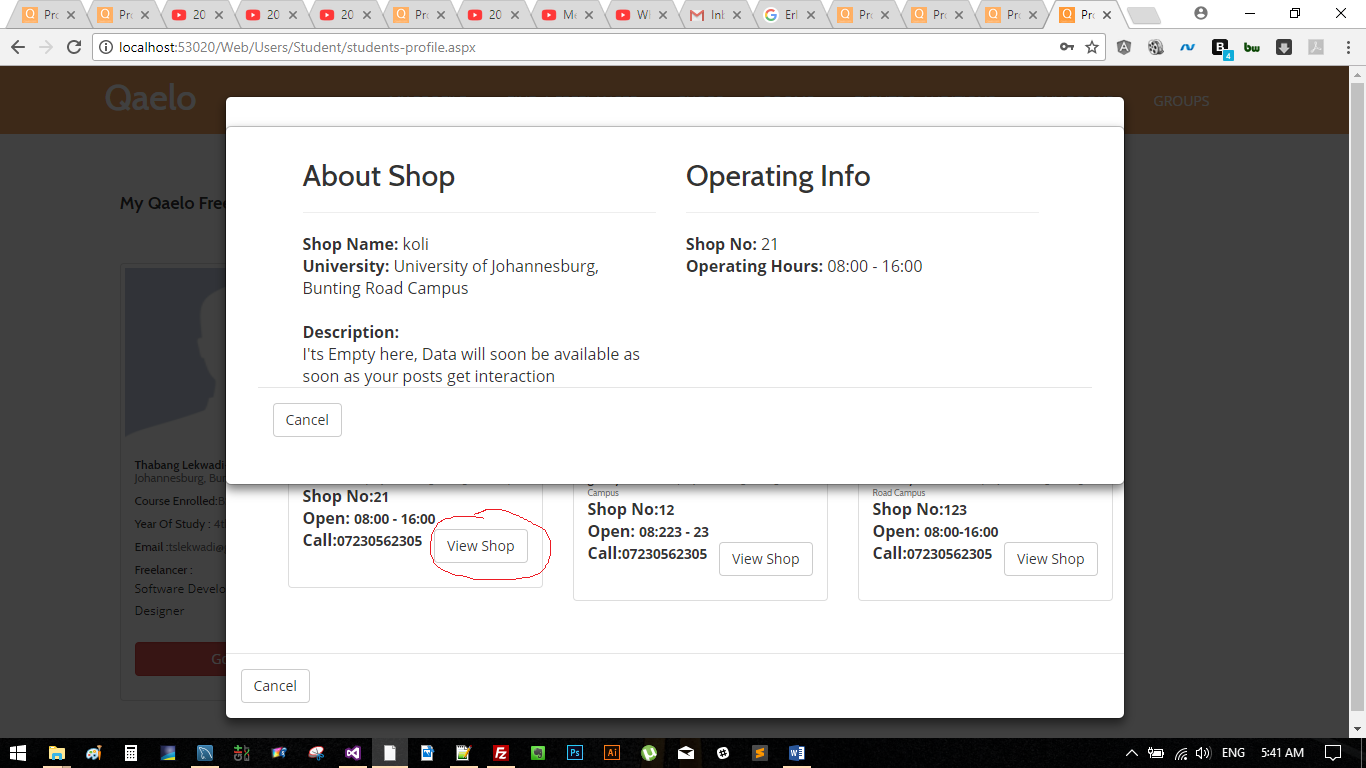 Pro
Pro
20
20
20
Pro
20
Me
Inb
Pro
Pro
Pro
Pro
localhost:53020/Web/Users/Student/students-profile.aspx
4
bw
Qaelo
GROUPS
My Qaelo Free
About Shop
Operating Info
Shop Name: koli
University: University of Johannesburg,
Bunting Road Campus
Shop No: 21
Operating Hours: 08:00 - 16:00
Description:
I'ts Empty here, Data will soon be available as
soon as your posts get interaction
Cancel
Thabang Lekwadi
Johannesburg, Bun
Course Enrolled:B
Year Of Study : 4t
Email :tslekwadi@
Freelancer :
Software Develo
Designer
Go
Shop No:21
Open: 08:00 - 16:00
Call:07230562305
View Shop
Campus
Shop No:12
Open: 08:223 - 23
Call:07230562305
View Shop
Road Campus
Shop No:123
Open: 08:00-16:00
Call:07230562305
View Shop
Cancel
Ps
Ai
ENG
5:41 AM